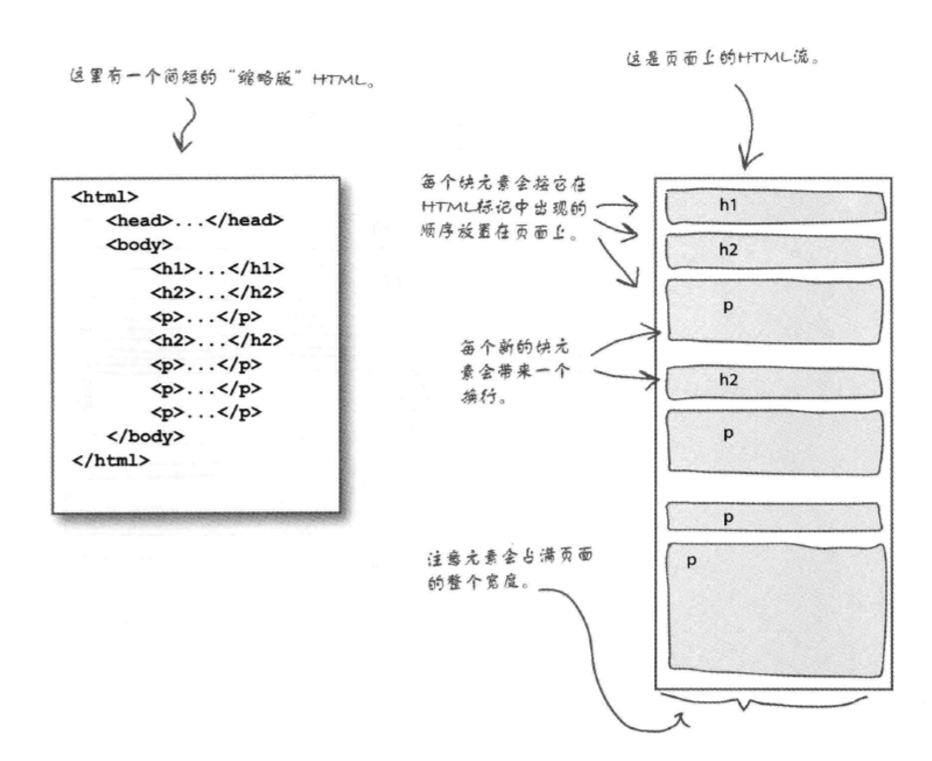 这里有一个简短的“缩略版”HTML。
<html>
<head>...</head>
<body>
<h1>...</h1>
<h2>...</h2>
<p>...</p>
<h2>...</h2>
<p>...</p>
<p>...</p>
<p>...</p>
</body>
</html>
这是页面上的HTML流。
每个块元素会按它在
HTML标记中出现的
顺序放置在页面上。
每个新的块元
素会带来一个
换行。
注意元素会占满页面
的整个宽度。
h1
h2
p
h2
p
p
p